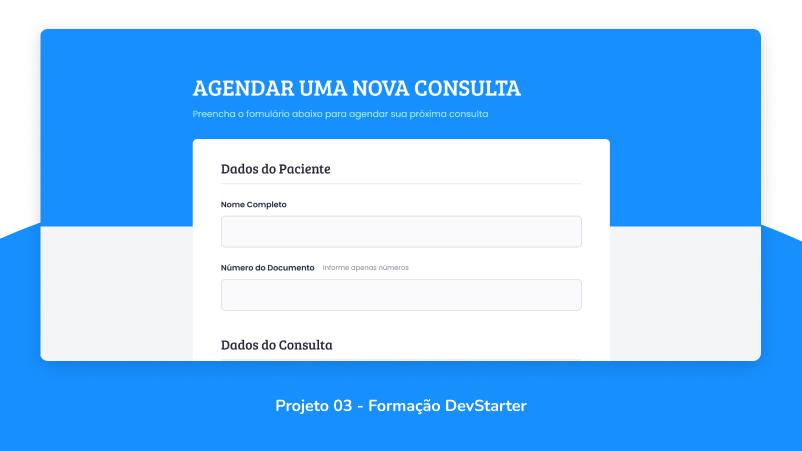 AGENDAR UMA NOVA CONSULTA
Preencha o fomulário abaixo para agendar sua próxima consulta
Dados do Paciente
Nome Completo
Número do Documento Informe apenas números
Dados do Consulta
Projeto 03 - Formação DevStarter